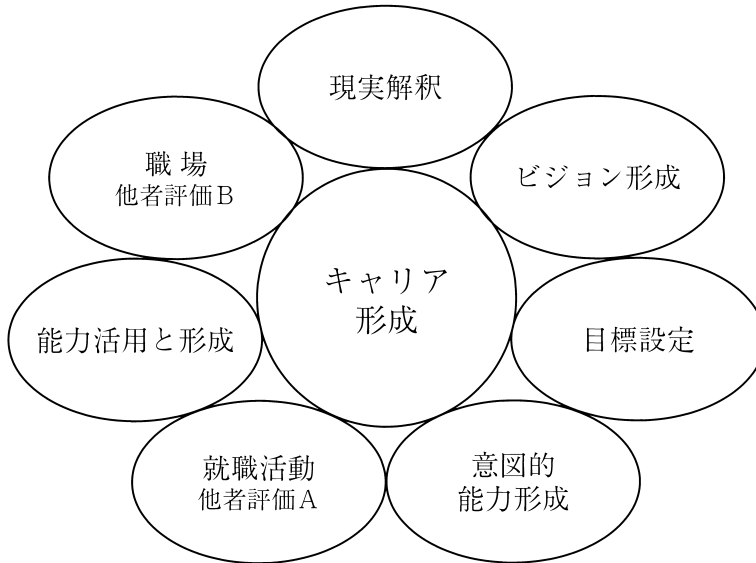 現実解釈
職 場
他者評価B
ビジョン形成
キャリア
形成
能力活用と形成
目標設定
就職活動
他者評価A
意図的
能力形成